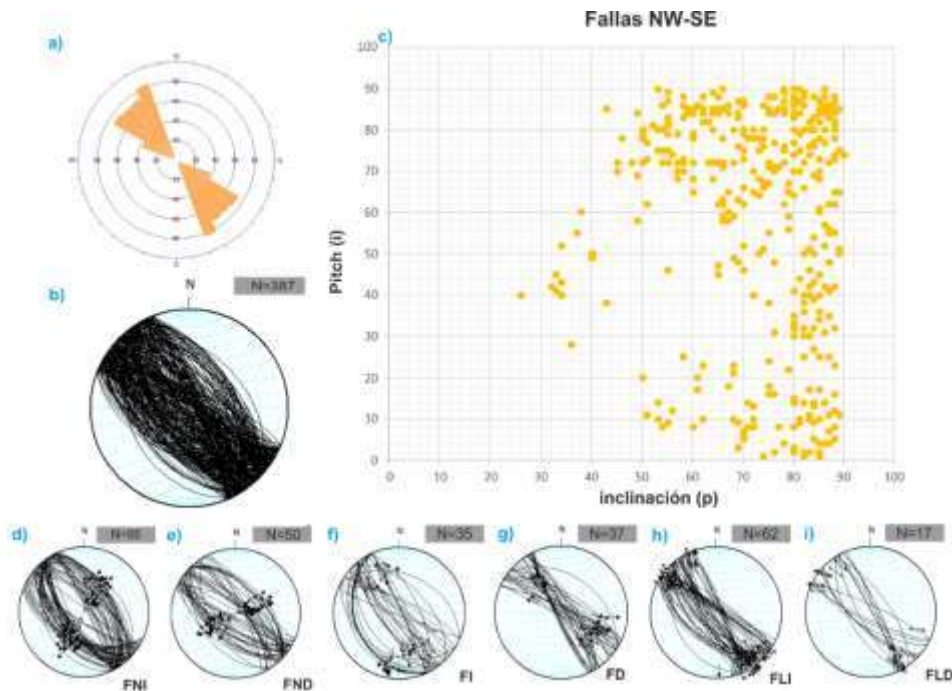 Fallas NW-SE
a)
c)
100
90
80
70
60
50
40
30
20
10
0
Pitch (i)
0 10 20 30 40 50 60 70 80 90 100
inclinación (p)
b)
N
N=387
d)
N
e)
N
N=50
f)
N
N=35
g)
N
N=37
h)
N
N=62
i)
N
N=17
FNI
FND
FI
FD
FLI
FLD